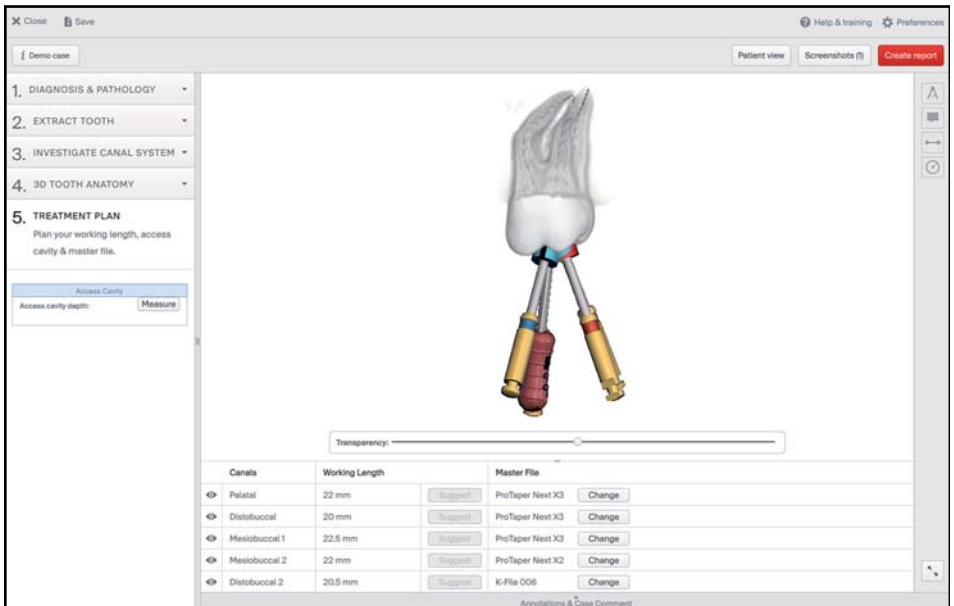 Close Save Help & training Preferences
i Demo case Patient view Screenshots (1) Create report
1. DIAGNOSIS & PATHOLOGY
2. EXTRACT TOOTH
3. INVESTIGATE CANAL SYSTEM
4. 3D TOOTH ANATOMY
5. TREATMENT PLAN
Plan your working length, access
cavity & master file.
Access Cavity
Access cavity depth: Measure
Transparency:
Canals Working Length Master File
Palatal 22 mm Suggest ProTaper Next X3 Change
Distobuccal 20 mm Suggest ProTaper Next X3 Change
Mesiobuccal 1 22.5 mm Suggest ProTaper Next X3 Change
Mesiobuccal 2 22 mm Suggest ProTaper Next X2 Change
Distobuccal 2 20.5 mm Suggest K-File 006 Change
Annotations & Case Comment